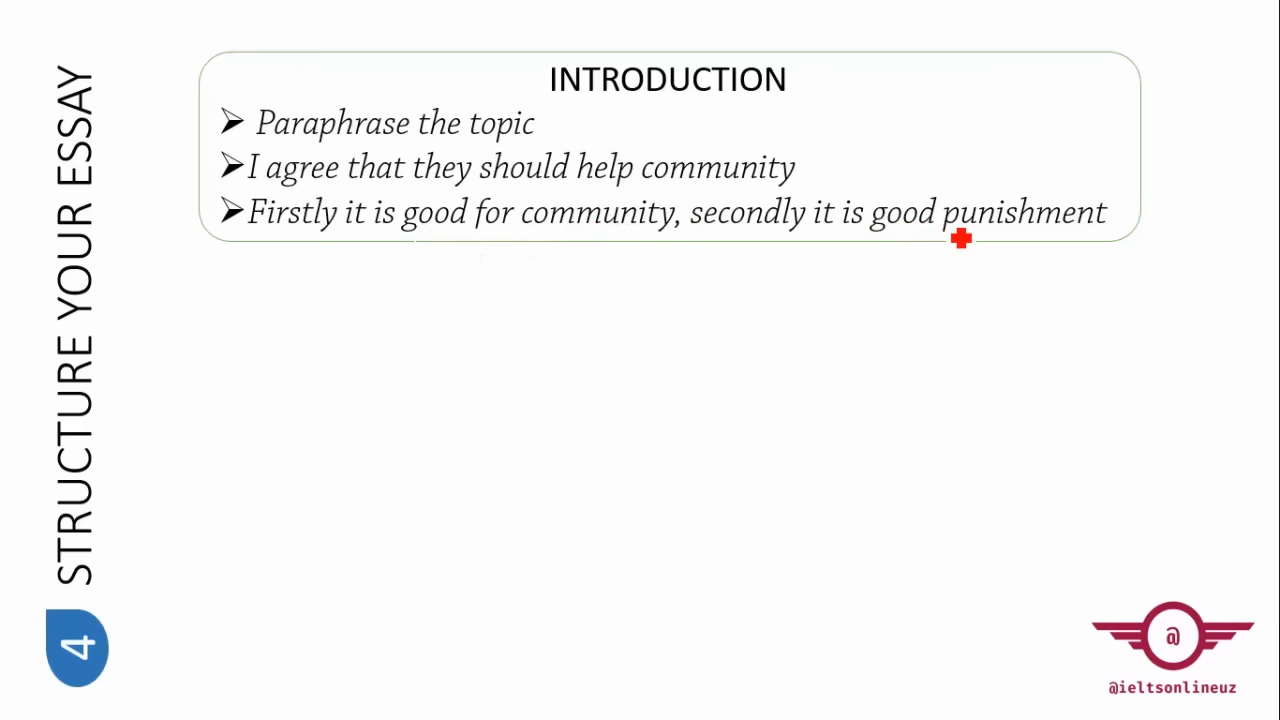 STRUCTURE YOUR ESSAY
4
INTRODUCTION
Paraphrase the topic
I agree that they should help community
Firstly it is good for community, secondly it is good punishment
@
@ieltsonlineuz